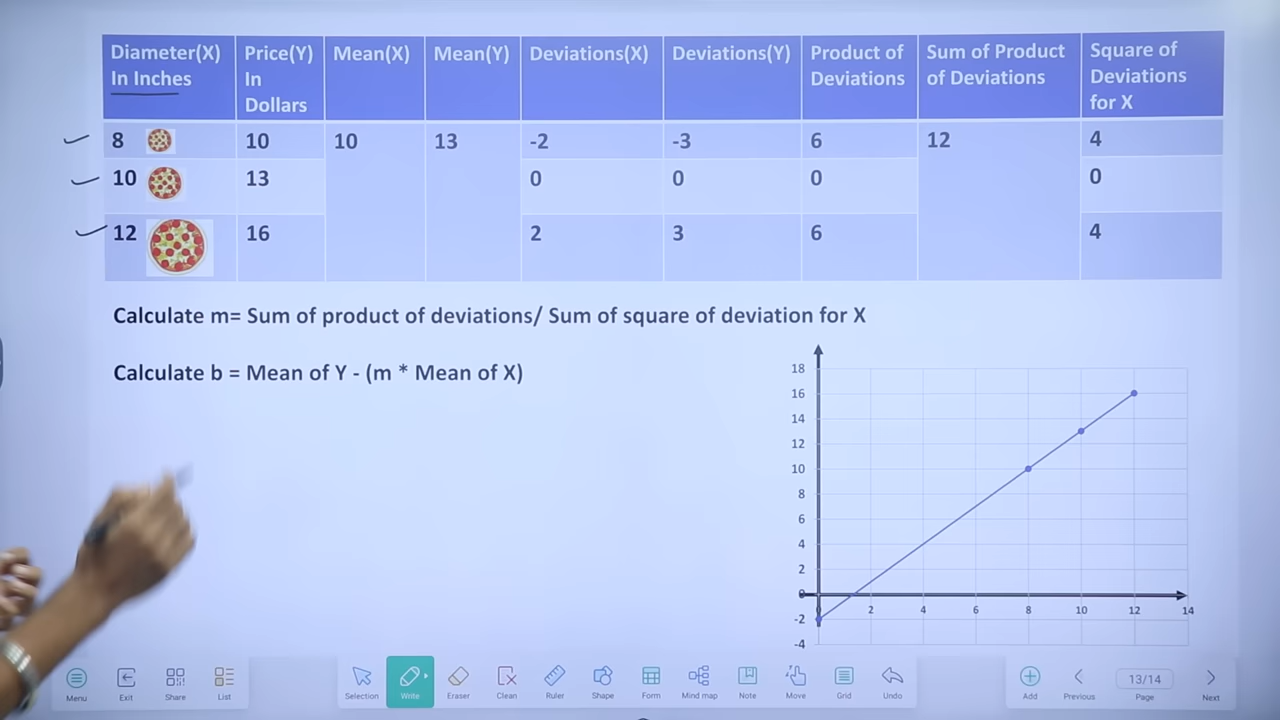 Diameter(X) In Inches
Price(Y) In Dollars
Mean(X)
Mean(Y)
Deviations(X)
Deviations(Y)
Product of Deviations
Sum of Product of Deviations
Square of Deviations for X
8 10 10 13 -2 -3 6 12 4
10 13 0 0 0 0
12 16 2 3 6 4
Calculate m= Sum of product of deviations/ Sum of square of deviation for X
Calculate b = Mean of Y - (m * Mean of X)
18
16
14
12
10
8
6
4
2
0
-2
-4
0 2 4 6 8 10 12 14
Menu Exit Share List Selection Write Eraser Clean Ruler Shape Form Mind map Note Move Grid Undo Add Previous 13/14 Page Next